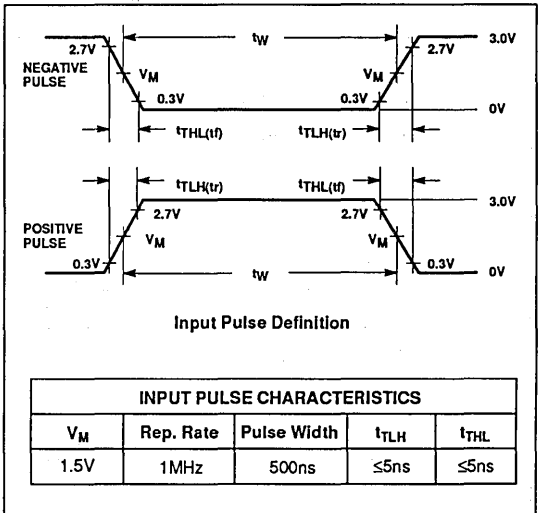 tW
2.7V 2.7V 3.0V
NEGATIVE
PULSE
VM VM
0.3V 0.3V 0V
tTHL(tf) tTLH(tr)
tTLH(tr) tTHL(tf)
3.0V
2.7V 2.7V
POSITIVE
PULSE
VM VM
0.3V 0.3V
tW 0V
Input Pulse Definition
INPUT PULSE CHARACTERISTICS
VM Rep. Rate Pulse Width tTLH tTHL
1.5V 1MHz 500ns ≤5ns ≤5ns